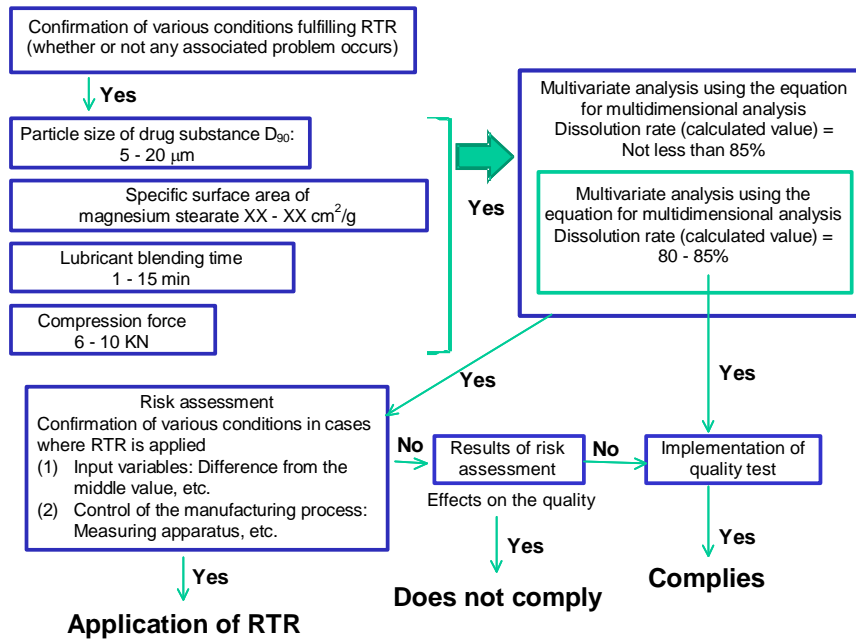 Confirmation of various conditions fulfilling RTR
(whether or not any associated problem occurs)
Yes
Particle size of drug substance D₉₀:
5 - 20 μm
Specific surface area of
magnesium stearate XX - XX cm²/g
Lubricant blending time
1 - 15 min
Compression force
6 - 10 KN
Yes
Multivariate analysis using the equation
for multidimensional analysis
Dissolution rate (calculated value) =
Not less than 85%
Multivariate analysis using the
equation for multidimensional analysis
Dissolution rate (calculated value) =
80 - 85%
Yes
Yes
Risk assessment
Confirmation of various conditions in cases
where RTR is applied
(1) Input variables: Difference from the
middle value, etc.
(2) Control of the manufacturing process:
Measuring apparatus, etc.
No
Results of risk
assessment
Effects on the quality
No
Implementation of
quality test
Yes
Yes
Yes
Application of RTR
Does not comply
Complies